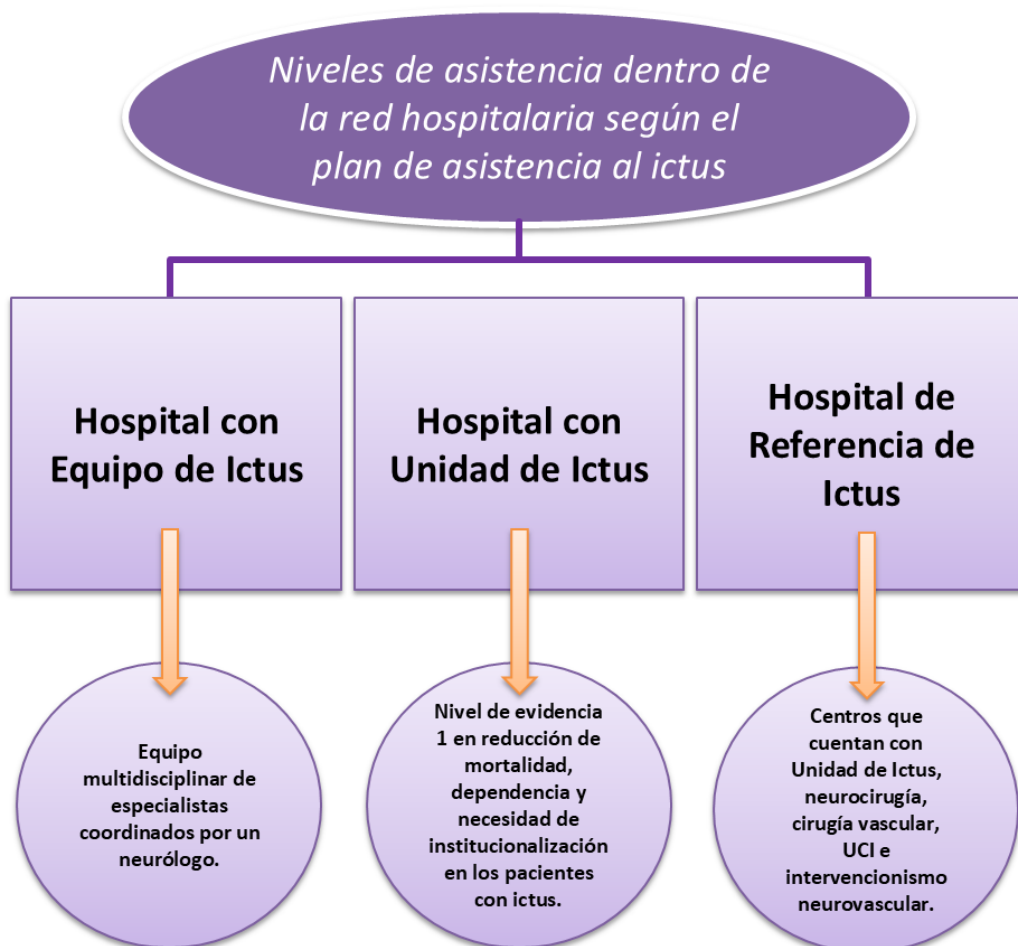 Niveles de asistencia dentro de
la red hospitalaria según el
plan de asistencia al ictus
Hospital con
Equipo de Ictus
Hospital con
Unidad de Ictus
Hospital de
Referencia de
Ictus
Equipo
multidisciplinar de
especialistas
coordinados por un
neurólogo.
Nivel de evidencia
1 en reducción de
mortalidad,
dependencia y
necesidad de
institucionalización
en los pacientes
con ictus.
Centros que
cuentan con
Unidad de Ictus,
neurocirugía,
cirugía vascular,
UCI e
intervencionismo
neurovascular.